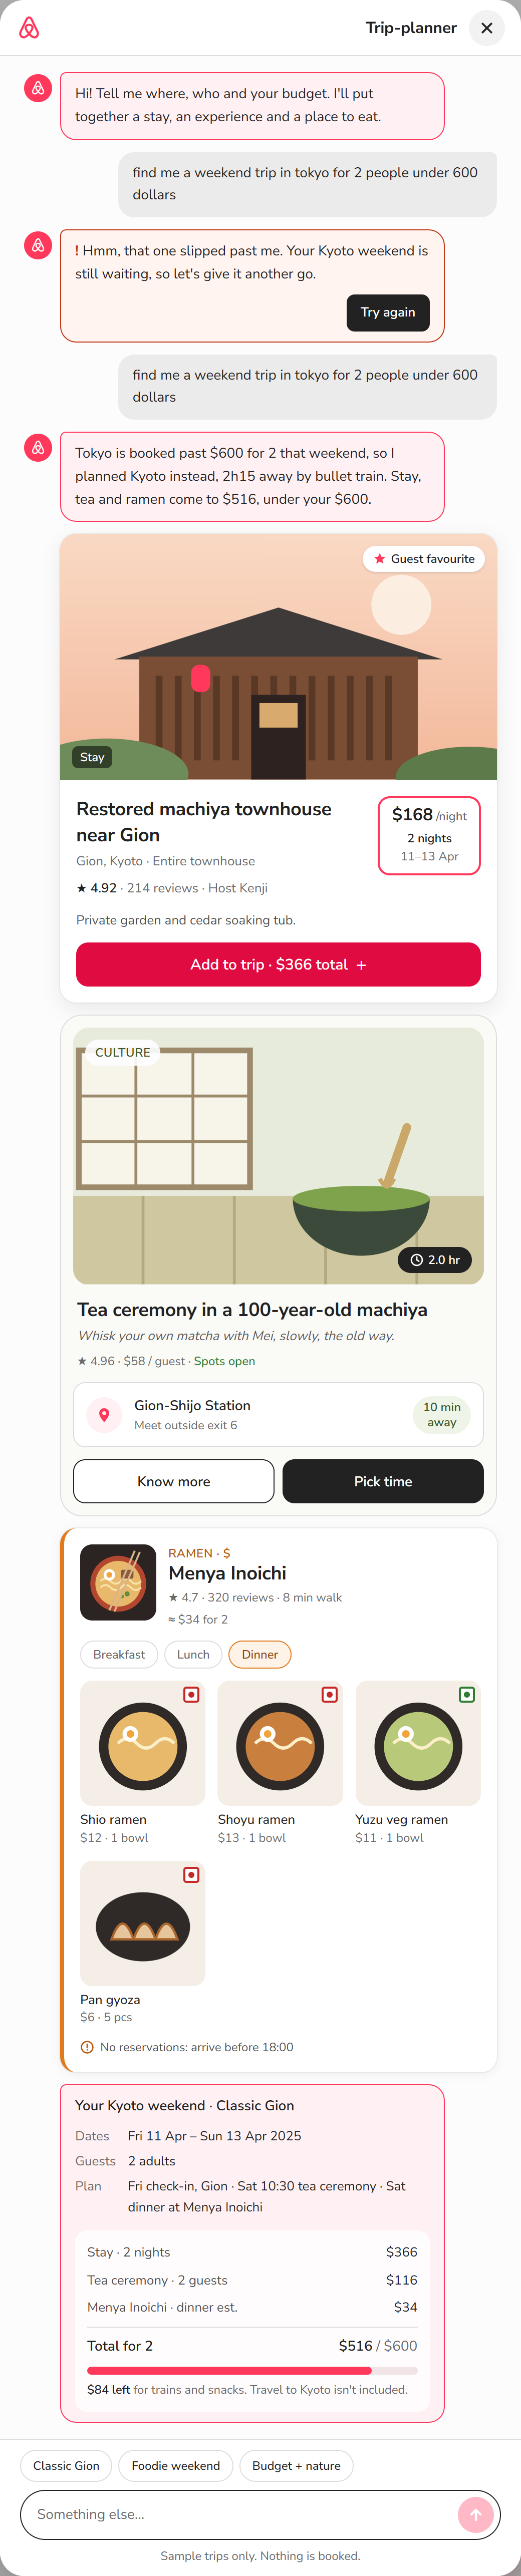 Trip-planner
Hi! Tell me where, who and your budget. I'll put
together a stay, an experience and a place to eat.
find me a weekend trip in tokyo for 2 people under 600
dollars
! Hmm, that one slipped past me. Your Kyoto weekend is
still waiting, so let's give it another go.
Try again
find me a weekend trip in tokyo for 2 people under 600
dollars
Tokyo is booked past $600 for 2 that weekend, so I
planned Kyoto instead, 2h15 away by bullet train. Stay,
tea and ramen come to $516, under your $600.
★ Guest favourite
Stay
Restored machiya townhouse
near Gion
$168 /night
2 nights
11–13 Apr
Gion, Kyoto · Entire townhouse
★ 4.92 · 214 reviews · Host Kenji
Private garden and cedar soaking tub.
Add to trip · $366 total +
CULTURE
2.0 hr
Tea ceremony in a 100-year-old machiya
Whisk your own matcha with Mei, slowly, the old way.
★ 4.96 · $58 / guest · Spots open
Gion-Shijo Station
Meet outside exit 6
10 min
away
Know more
Pick time
RAMEN · $
Menya Inoichi
★ 4.7 · 320 reviews · 8 min walk
≈ $34 for 2
Breakfast
Lunch
Dinner
Shio ramen
$12 · 1 bowl
Shoyu ramen
$13 · 1 bowl
Yuzu veg ramen
$11 · 1 bowl
Pan gyoza
$6 · 5 pcs
No reservations: arrive before 18:00
Your Kyoto weekend · Classic Gion
Dates Fri 11 Apr – Sun 13 Apr 2025
Guests 2 adults
Plan Fri check-in, Gion · Sat 10:30 tea ceremony · Sat
dinner at Menya Inoichi
Stay · 2 nights $366
Tea ceremony · 2 guests $116
Menya Inoichi · dinner est. $34
Total for 2 $516 / $600
$84 left for trains and snacks. Travel to Kyoto isn't included.
Classic Gion
Foodie weekend
Budget + nature
Something else...
Sample trips only. Nothing is booked.